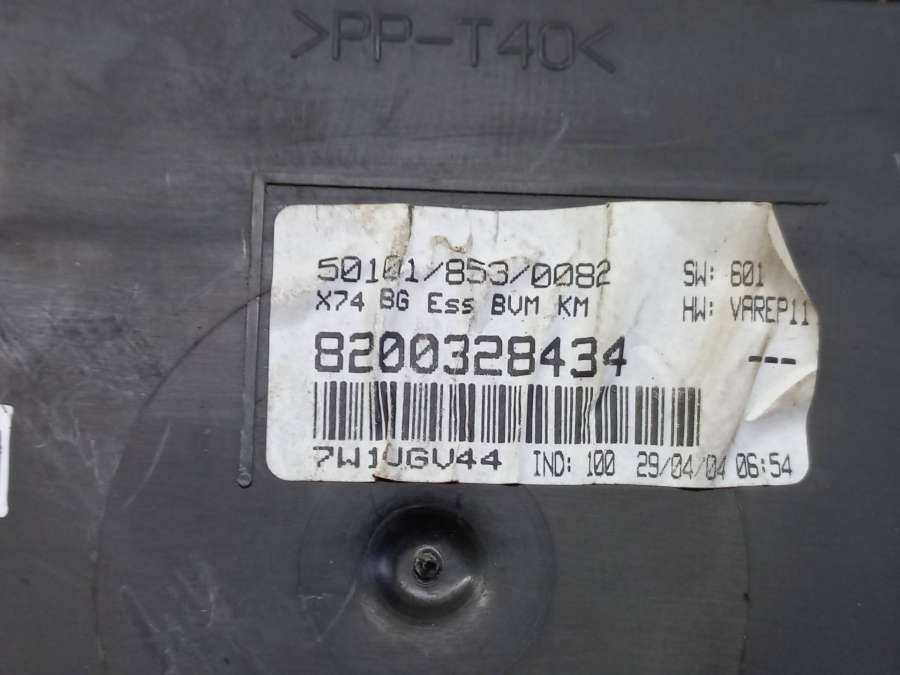 >PP-T40<
50101/853/0082 SW: 601
X74 BG Ess BVM KM HW: VAREP11
8200328434 ---
7W1VGV44 IND: 100 29/04/04 06:54